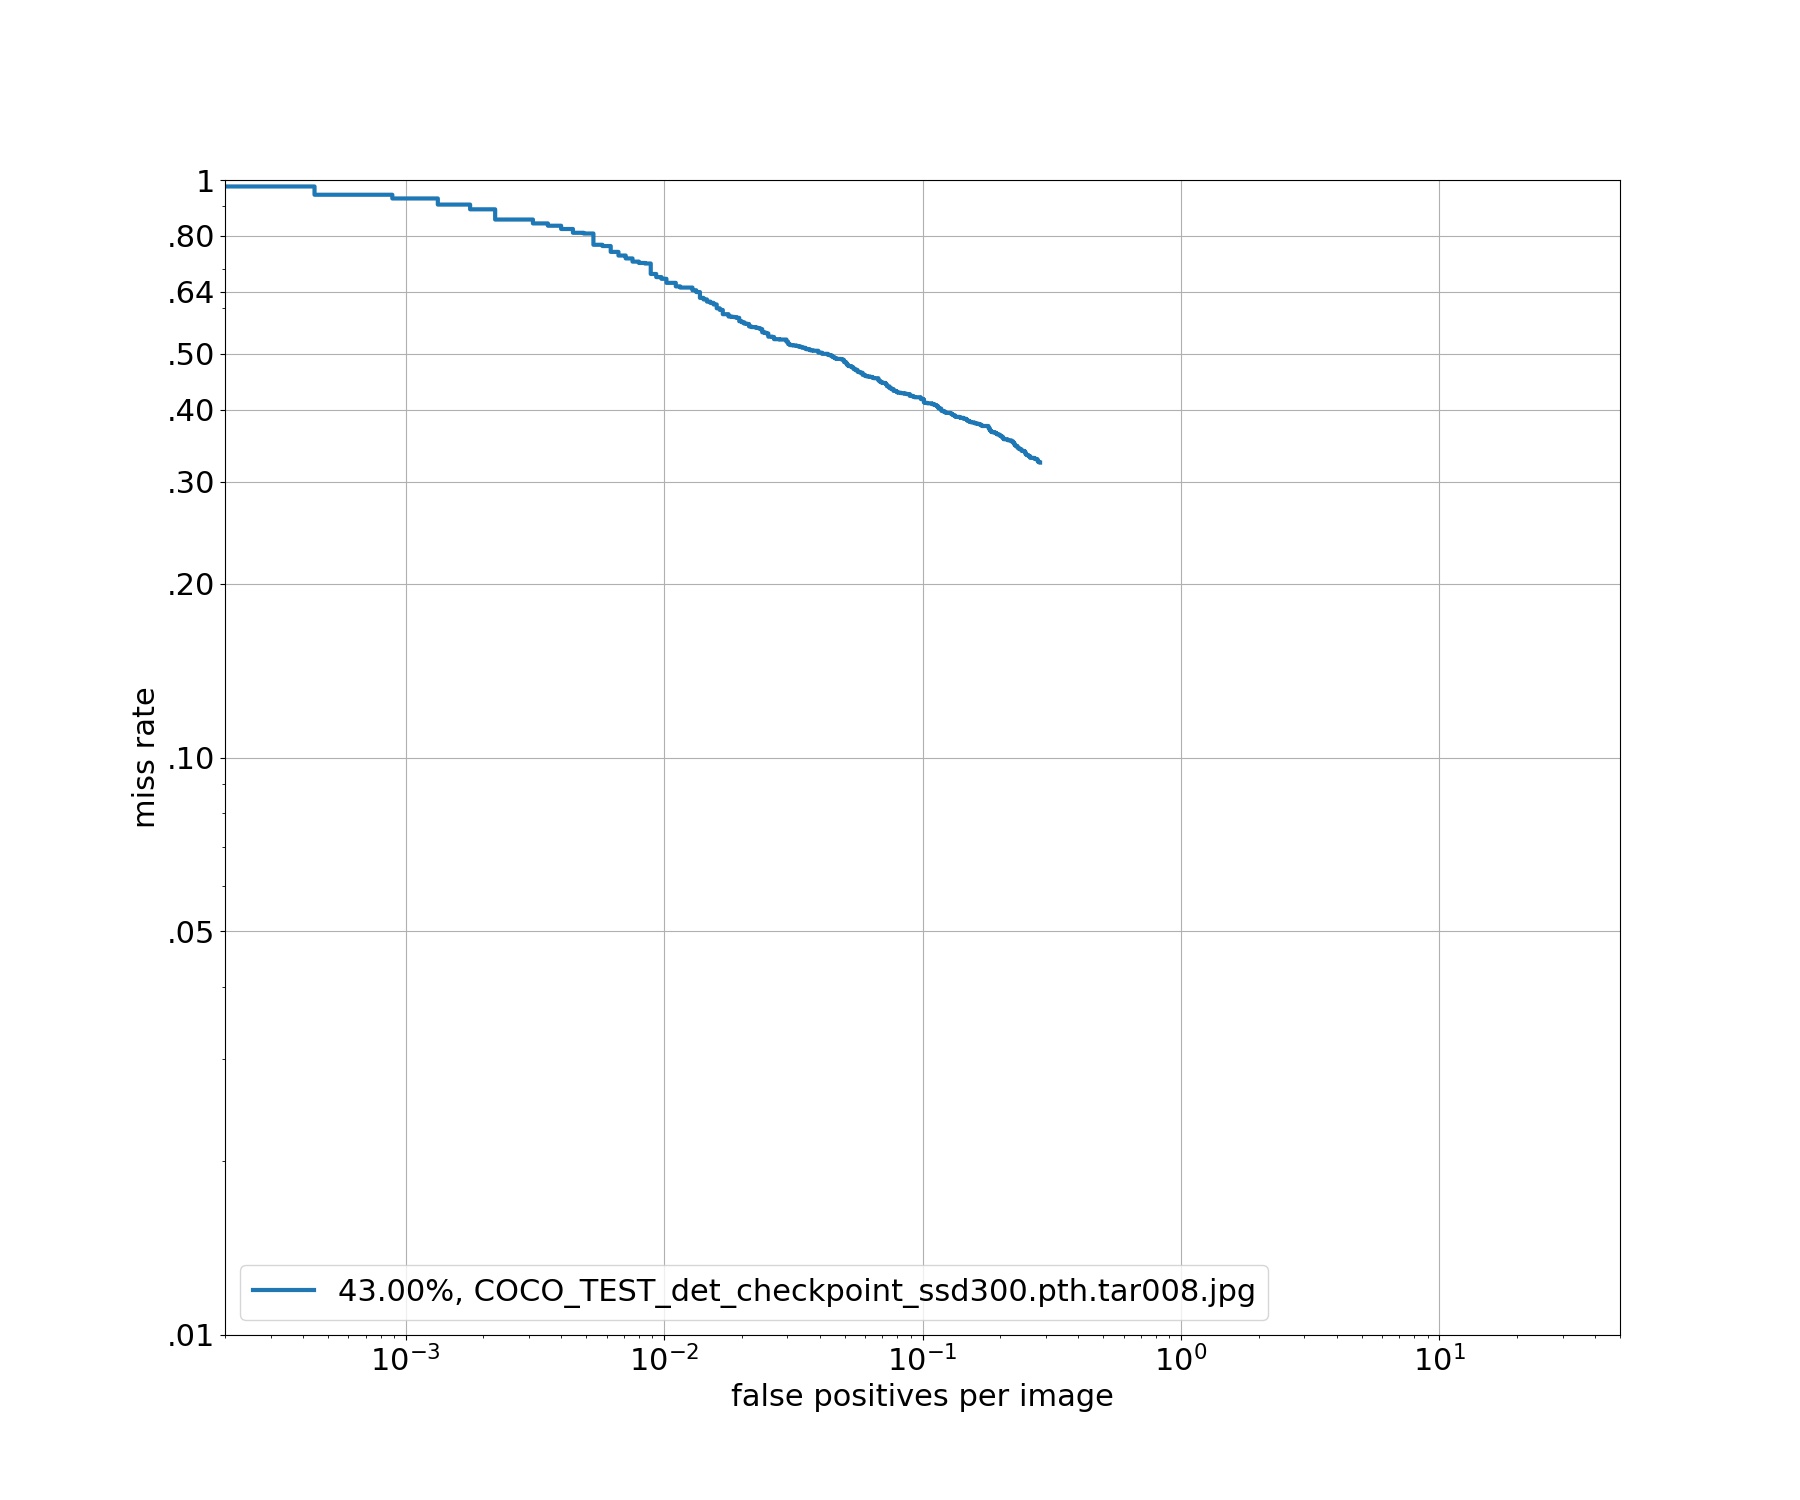 1
.80
.64
.50
.40
.30
.20
.10
.05
.01
miss rate
43.00%, COCO_TEST_det_checkpoint_ssd300.pth.tar008.jpg
10⁻³ 10⁻² 10⁻¹ 10⁰ 10¹
false positives per image